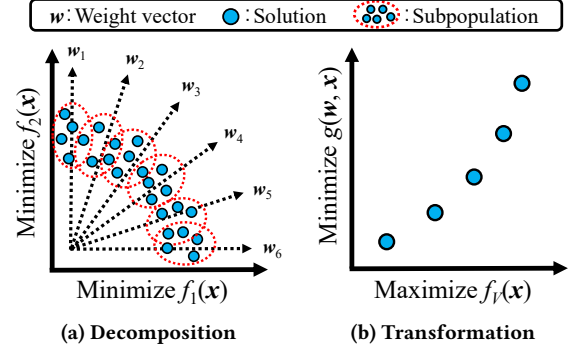 w: Weight vector : Solution : Subpopulation
w1
w2
w3
w4
w5
w6
Minimize f2(x)
Minimize f1(x)
Minimize g(w, x)
Maximize fV(x)
(a) Decomposition
(b) Transformation